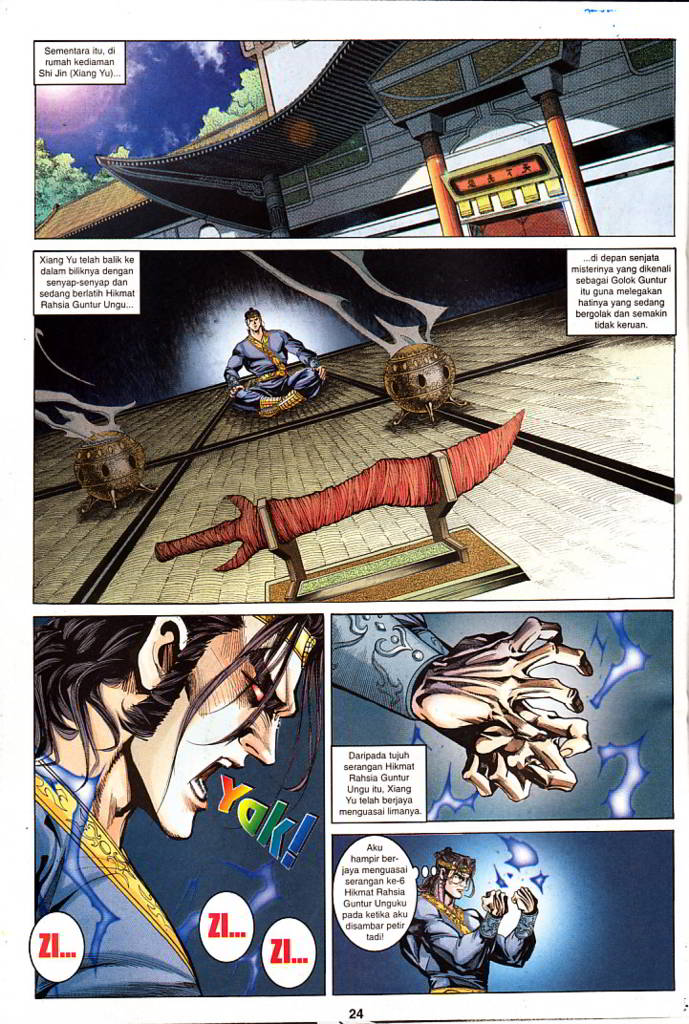 Sementara itu, di
rumah kediaman
Shi Jin (Xiang Yu)...
Xiang Yu telah balik ke
dalam biliknya dengan
senyap-senyap dan
sedang berlatih Hikmat
Rahsia Guntur Ungu...
...di depan senjata
misterinya yang dikenali
sebagai Golok Guntur
itu guna melegakan
hatinya yang sedang
bergolak dan semakin
tidak keruan.
Yak!
ZI...
ZI...
ZI...
Daripada tujuh
serangan Hikmat
Rahsia Guntur
Ungu itu, Xiang
Yu telah berjaya
menguasai limanya.
Aku
hampir ber-
jaya menguasai
serangan ke-6
Hikmat Rahsia
Guntur Unguku
pada ketika aku
disambar petir
tadi!
24